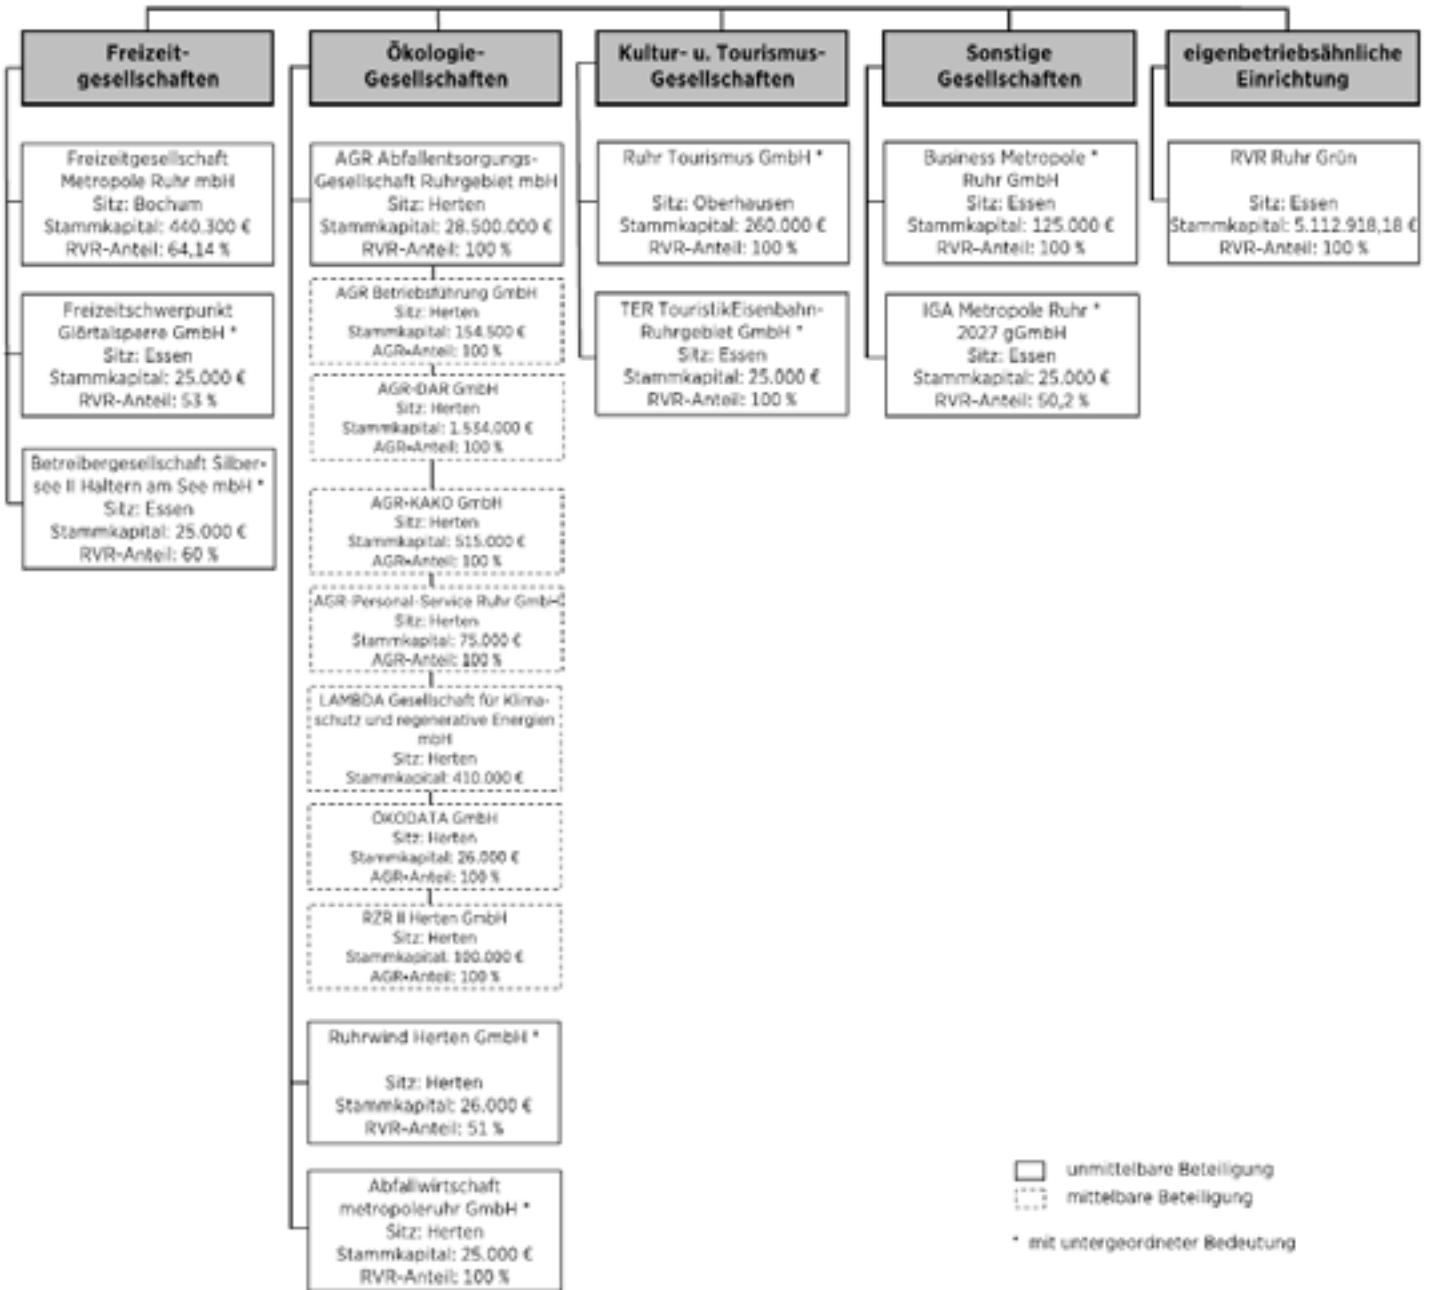 Freizeit-
gesellschaften
Freizeitgesellschaft
Metropole Ruhr mbH
Sitz: Bochum
Stammkapital: 440.300 €
RVR-Anteil: 64,14 %
Freizeitschwerpunkt
Glörtalsperre GmbH *
Sitz: Essen
Stammkapital: 25.000 €
RVR-Anteil: 53 %
Betreibergesellschaft Silber-
see II Haltern am See mbH *
Sitz: Essen
Stammkapital: 25.000 €
RVR-Anteil: 60 %
Ökologie-
Gesellschaften
AGR Abfallentsorgungs-
Gesellschaft Ruhrgebiet mbH
Sitz: Herten
Stammkapital: 28.500.000 €
RVR-Anteil: 100 %
AGR Betriebsführung GmbH
Sitz: Herten
Stammkapital: 154.500 €
AGR-Anteil: 100 %
AGR-DAR GmbH
Sitz: Herten
Stammkapital: 1.534.000 €
AGR-Anteil: 100 %
AGR-KAKO GmbH
Sitz: Herten
Stammkapital: 515.000 €
AGR-Anteil: 100 %
AGR-Personal-Service Ruhr GmbH
Sitz: Herten
Stammkapital: 75.000 €
AGR-Anteil: 100 %
LAMBDA Gesellschaft für Klima-
schutz und regenerative Energien
mbH
Sitz: Herten
Stammkapital: 410.000 €
ÖKODATA GmbH
Sitz: Herten
Stammkapital: 26.000 €
AGR-Anteil: 100 %
RZR II Herten GmbH
Sitz: Herten
Stammkapital: 100.000 €
AGR-Anteil: 100 %
Ruhrwind Herten GmbH *
Sitz: Herten
Stammkapital: 26.000 €
RVR-Anteil: 51 %
Abfallwirtschaft
metropoleruhr GmbH *
Sitz: Herten
Stammkapital: 25.000 €
RVR-Anteil: 100 %
Kultur- u. Tourismus-
Gesellschaften
Ruhr Tourismus GmbH *
Sitz: Oberhausen
Stammkapital: 260.000 €
RVR-Anteil: 100 %
TER TouristikEisenbahn-
Ruhrgebiet GmbH *
Sitz: Essen
Stammkapital: 25.000 €
RVR-Anteil: 100 %
Sonstige
Gesellschaften
Business Metropole *
Ruhr GmbH
Sitz: Essen
Stammkapital: 125.000 €
RVR-Anteil: 100 %
IGA Metropole Ruhr *
2027 gGmbH
Sitz: Essen
Stammkapital: 25.000 €
RVR-Anteil: 50,2 %
eigenbetriebsähnliche
Einrichtung
RVR Ruhr Grün
Sitz: Essen
Stammkapital: 5.112.918,18 €
RVR-Anteil: 100 %
unmittelbare Beteiligung
mittelbare Beteiligung
* mit untergeordneter Bedeutung